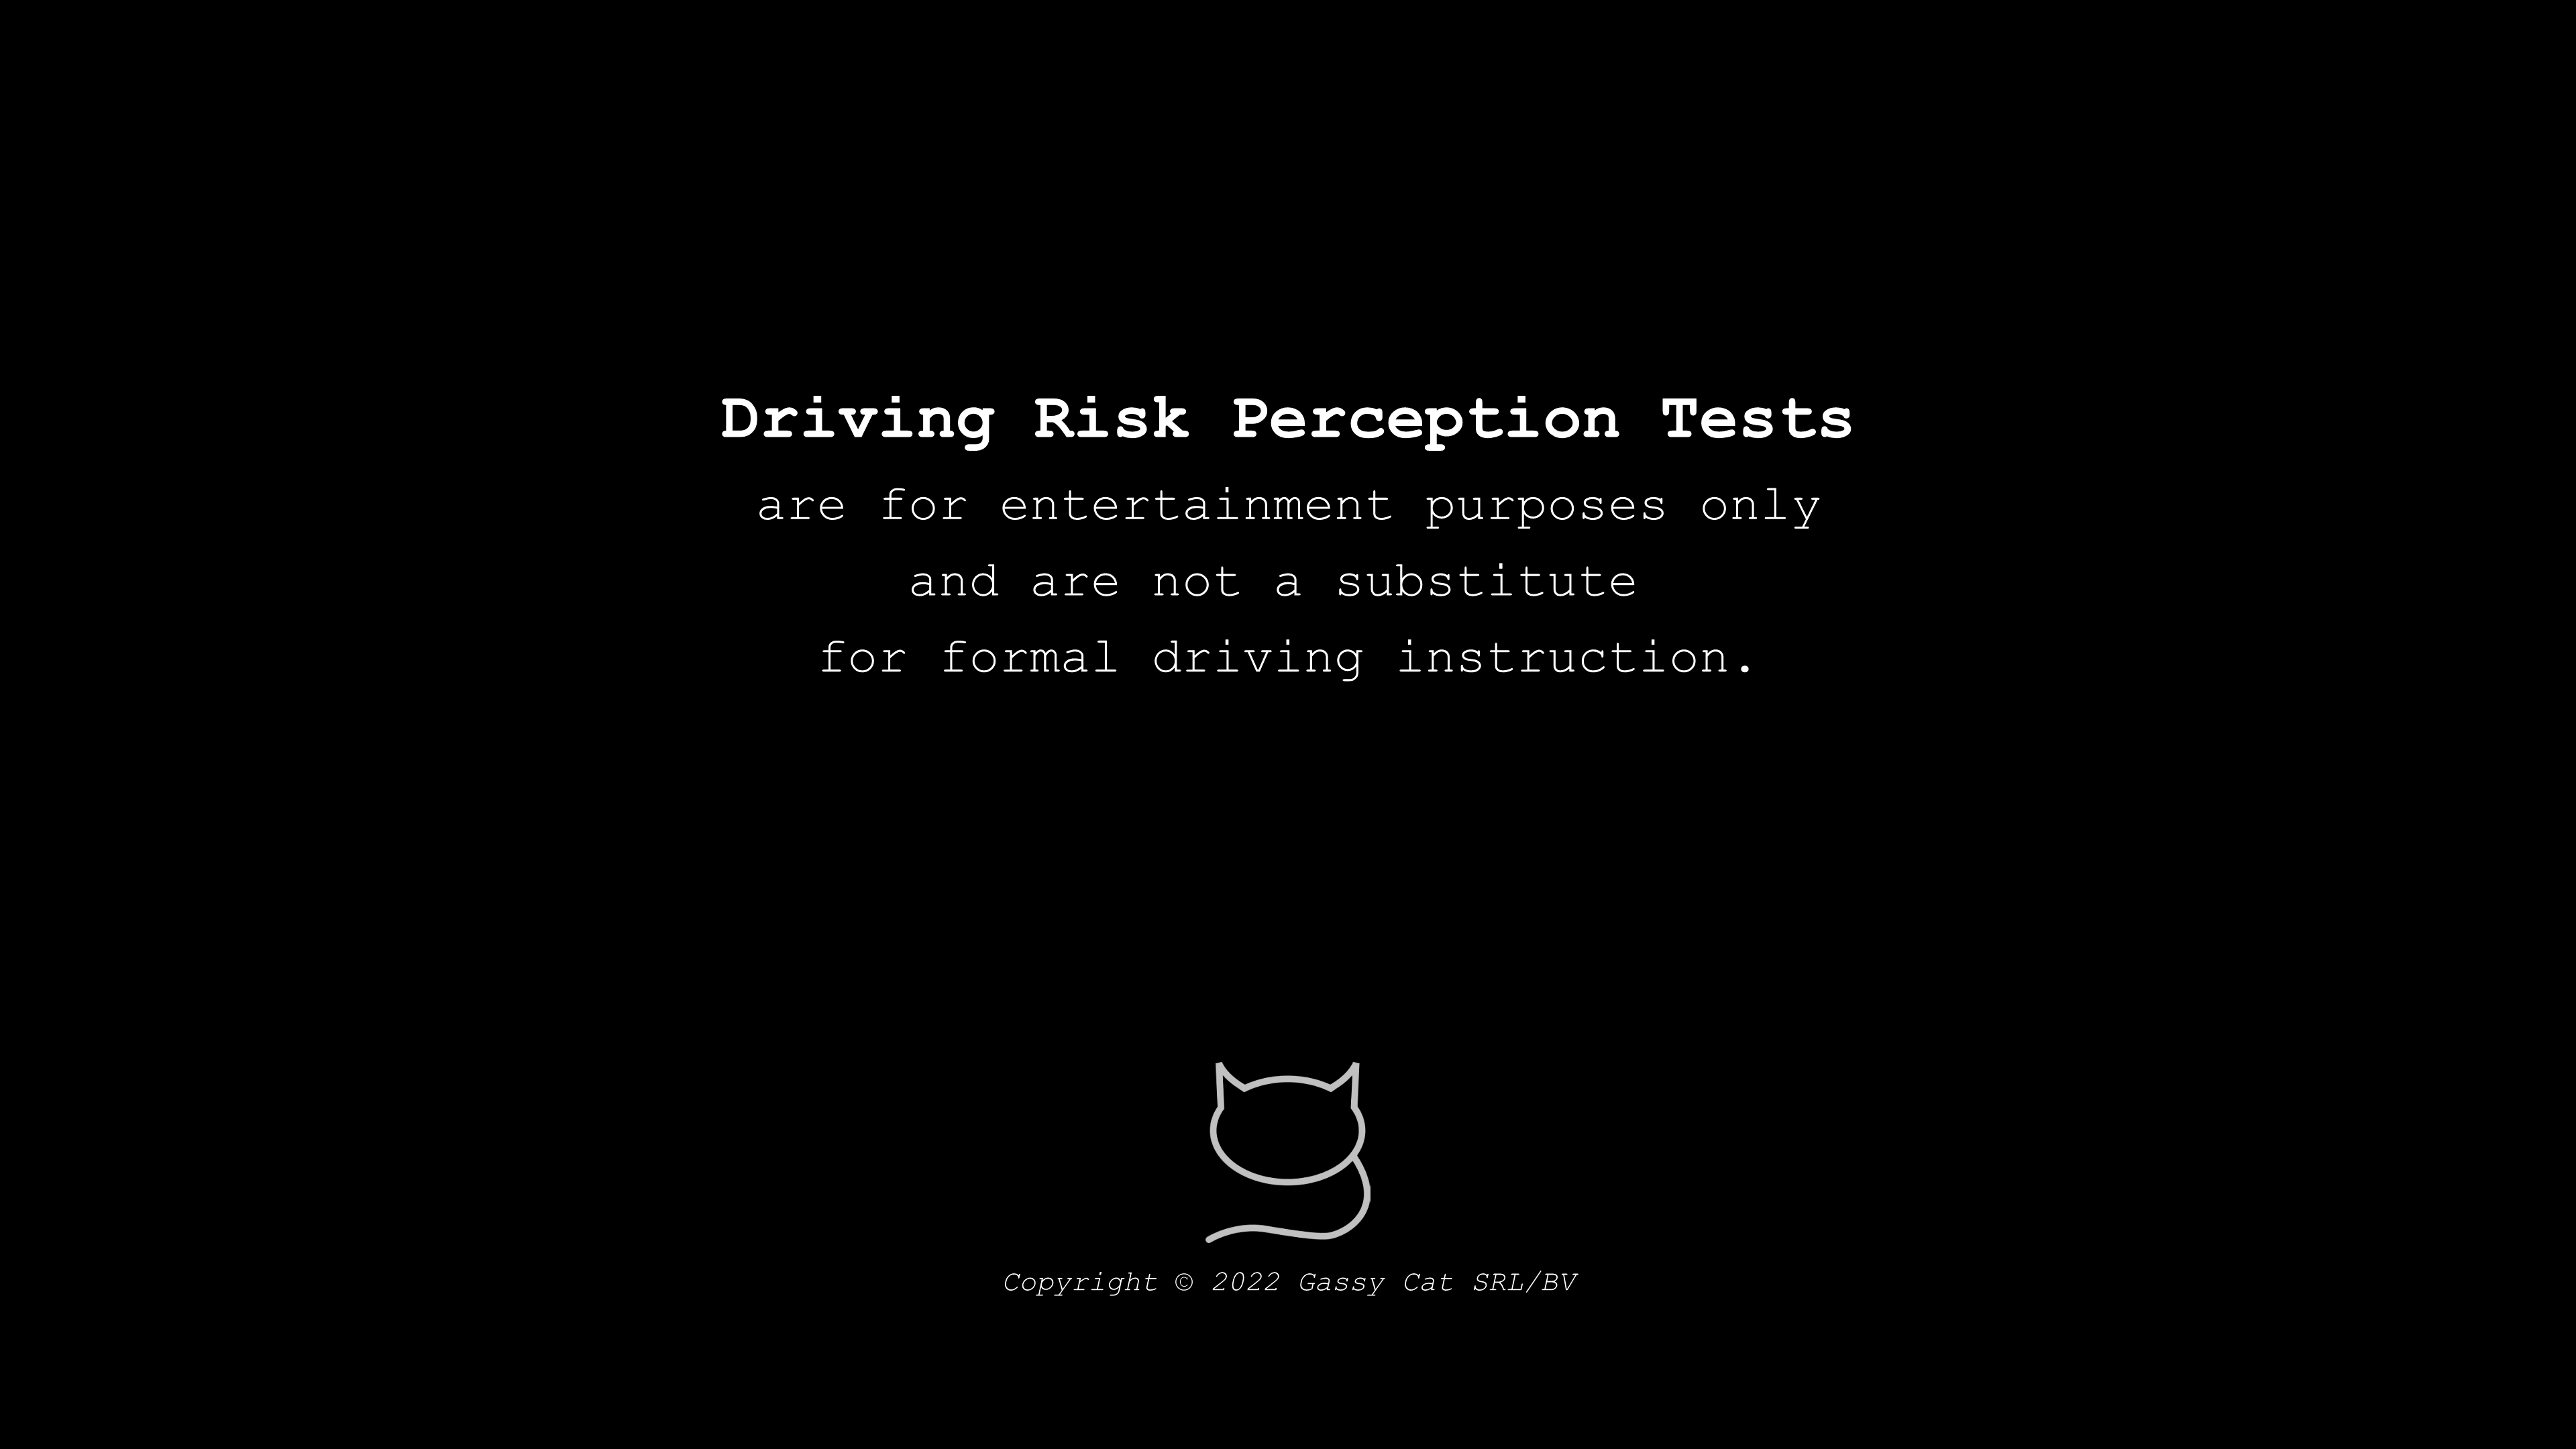 Driving Risk Perception Tests
are for entertainment purposes only
and are not a substitute
for formal driving instruction.
Copyright © 2022 Gassy Cat SRL/BV